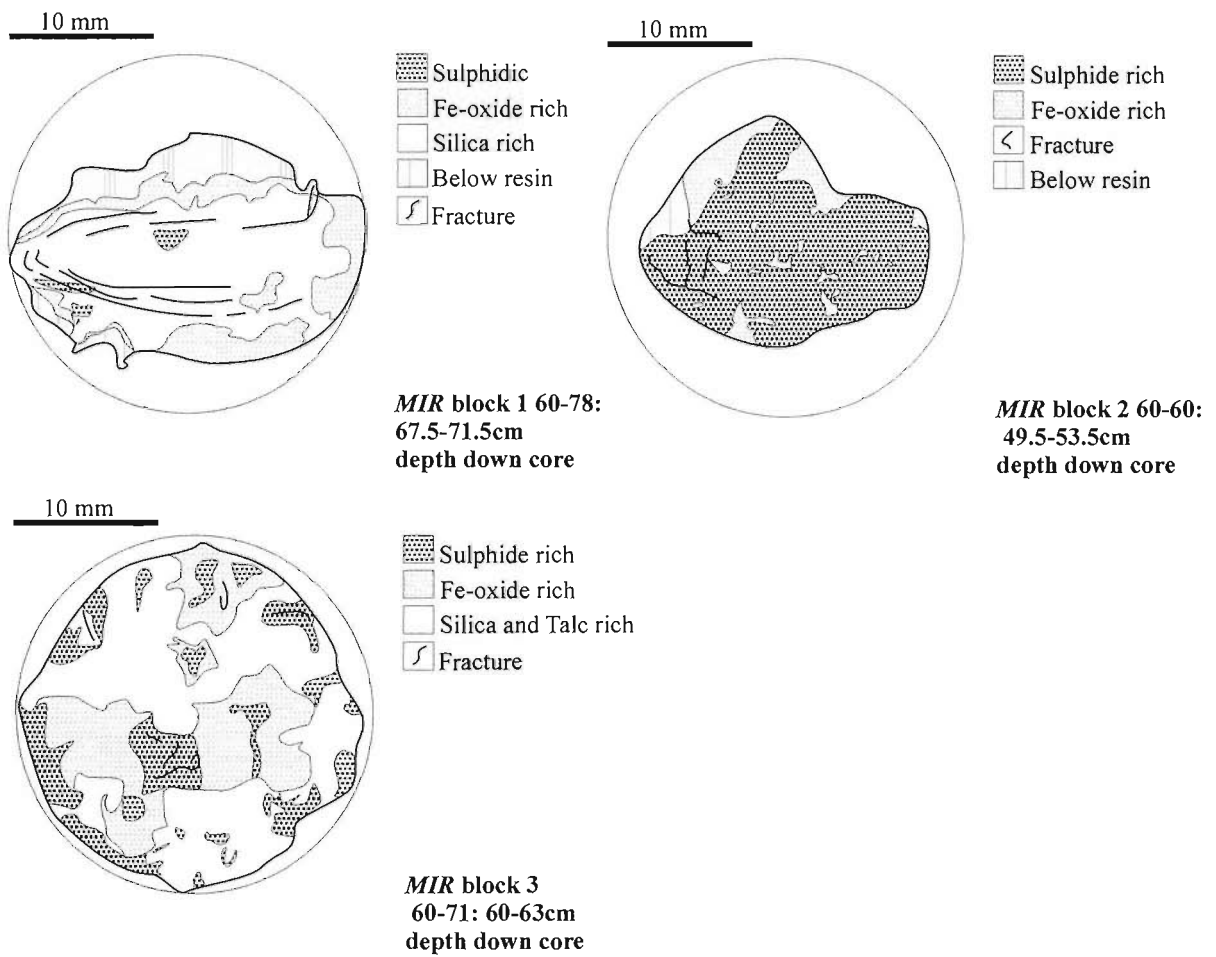 10 mm
Sulphidic
Fe-oxide rich
Silica rich
Below resin
Fracture
MIR block 1 60-78:
67.5-71.5cm
depth down core
10 mm
Sulphide rich
Fe-oxide rich
Fracture
Below resin
MIR block 2 60-60:
49.5-53.5cm
depth down core
10 mm
Sulphide rich
Fe-oxide rich
Silica and Talc rich
Fracture
MIR block 3
60-71: 60-63cm
depth down core